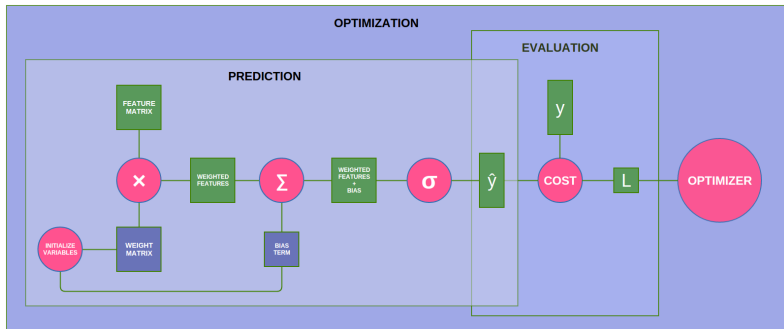 OPTIMIZATION
EVALUATION
PREDICTION
FEATURE
MATRIX
y
×
WEIGHTED
FEATURES
Σ
WEIGHTED
FEATURES
+
BIAS
σ
ŷ
COST
L
OPTIMIZER
INITIALIZE
VARIABLES
WEIGHT
MATRIX
BIAS
TERM